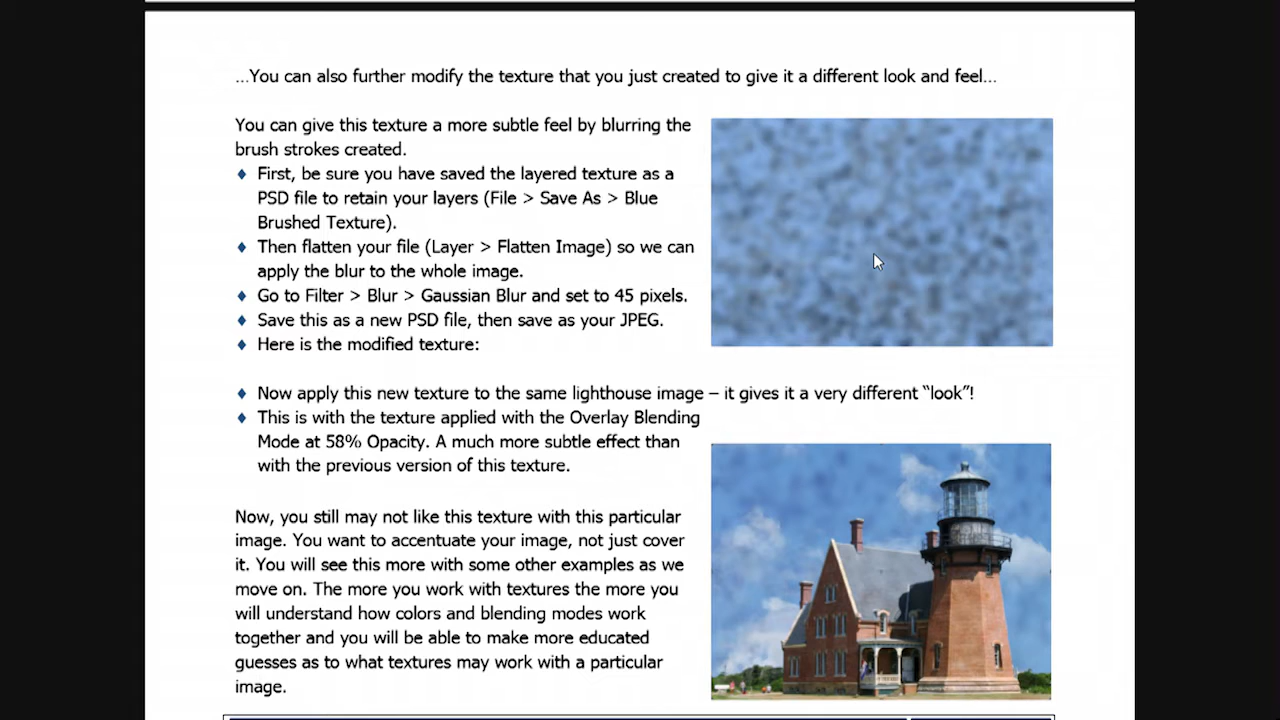 ...You can also further modify the texture that you just created to give it a different look and feel...
You can give this texture a more subtle feel by blurring the
brush strokes created.
♦ First, be sure you have saved the layered texture as a
PSD file to retain your layers (File > Save As > Blue
Brushed Texture).
♦ Then flatten your file (Layer > Flatten Image) so we can
apply the blur to the whole image.
♦ Go to Filter > Blur > Gaussian Blur and set to 45 pixels.
♦ Save this as a new PSD file, then save as your JPEG.
♦ Here is the modified texture:
♦ Now apply this new texture to the same lighthouse image – it gives it a very different “look”!
♦ This is with the texture applied with the Overlay Blending
Mode at 58% Opacity. A much more subtle effect than
with the previous version of this texture.
Now, you still may not like this texture with this particular
image. You want to accentuate your image, not just cover
it. You will see this more with some other examples as we
move on. The more you work with textures the more you
will understand how colors and blending modes work
together and you will be able to make more educated
guesses as to what textures may work with a particular
image.